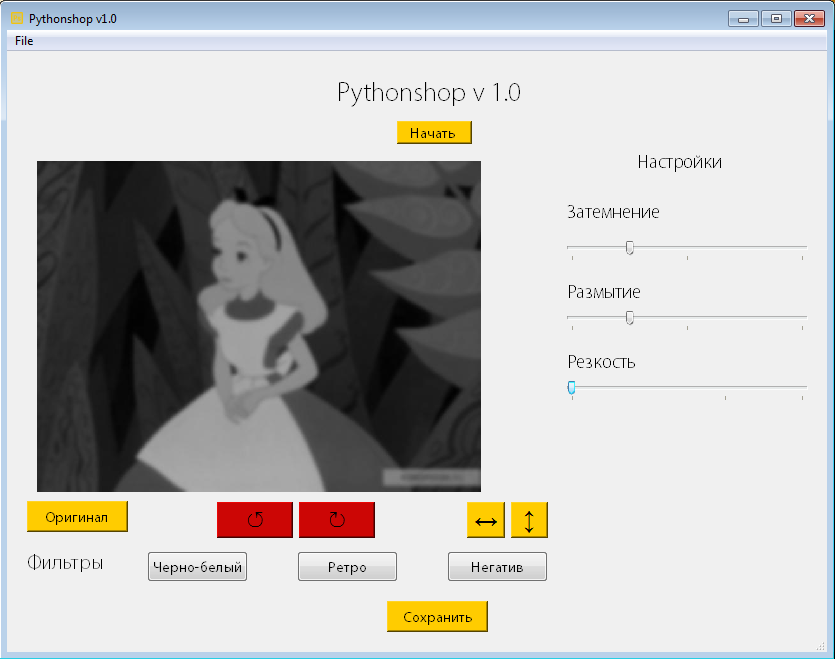 Pythonshop v1.0
File
Pythonshop v 1.0
Начать
Настройки
Затемнение
Размытие
Резкость
Оригинал
Фильтры
Черно-белый
Ретро
Негатив
Сохранить